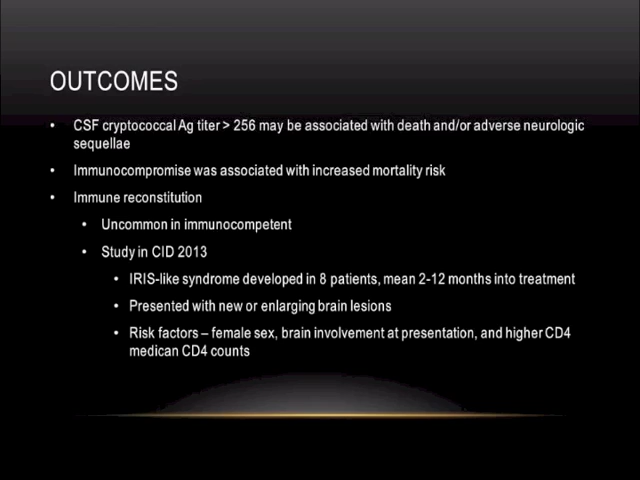 OUTCOMES
• CSF cryptococcal Ag titer > 256 may be associated with death and/or adverse neurologic
sequellae
• Immunocompromise was associated with increased mortality risk
• Immune reconstitution
• Uncommon in immunocompetent
• Study in CID 2013
• IRIS-like syndrome developed in 8 patients, mean 2-12 months into treatment
• Presented with new or enlarging brain lesions
• Risk factors – female sex, brain involvement at presentation, and higher CD4
medican CD4 counts